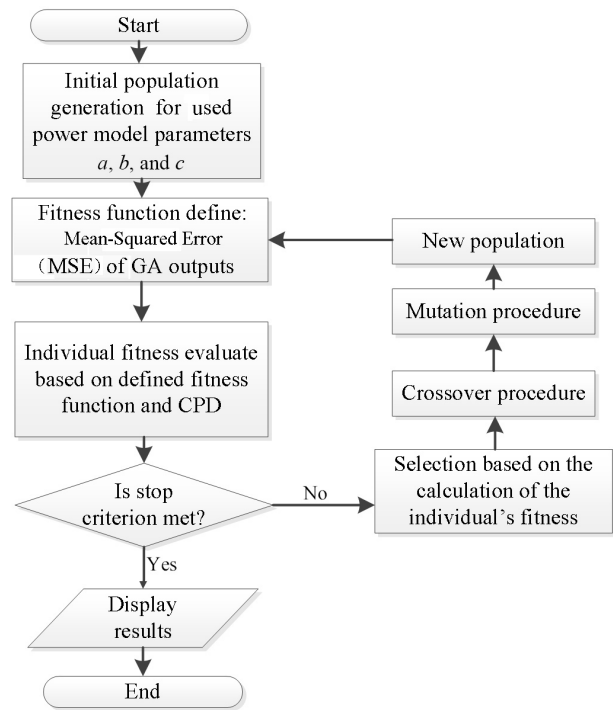 Start
Initial population
generation for used
power model parameters
a, b, and c
Fitness function define:
Mean-Squared Error
（MSE）of GA outputs
Individual fitness evaluate
based on defined fitness
function and CPD
Is stop
criterion met?
No
Yes
Display
results
End
New population
Mutation procedure
Crossover procedure
Selection based on the
calculation of the
individual's fitness